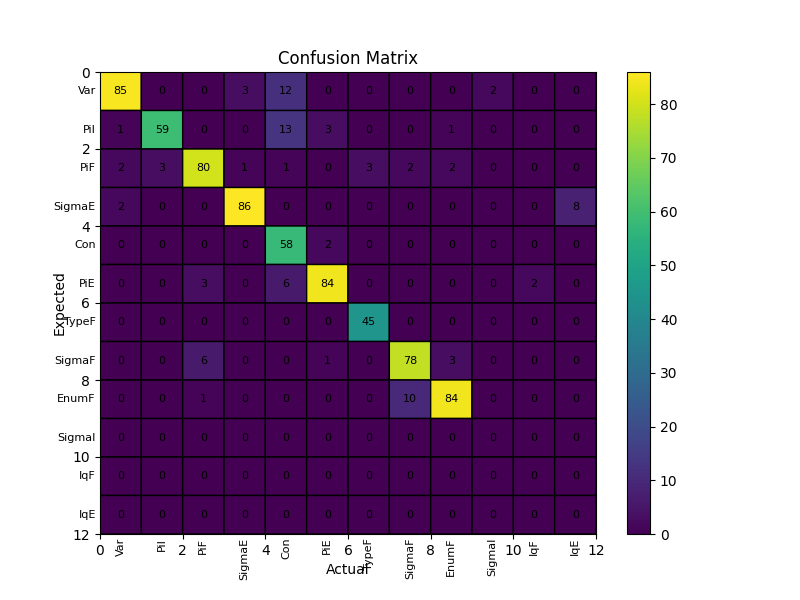 Confusion Matrix
0
Var 85 0 0 3 12 0 0 0 0 2 0 0
PiI 1 59 0 0 13 3 0 0 1 0 0 0
2
PiF 2 3 80 1 1 0 3 2 2 0 0 0
SigmaE 2 0 0 86 0 0 0 0 0 0 0 8
4
Con 0 0 0 0 58 2 0 0 0 0 0 0
PiE 0 0 3 0 6 84 0 0 0 0 2 0
Expected
6
TypeF 0 0 0 0 0 0 45 0 0 0 0 0
SigmaF 0 0 6 0 0 1 0 78 3 0 0 0
8
EnumF 0 0 1 0 0 0 0 10 84 0 0 0
SigmaI 0 0 0 0 0 0 0 0 0 0 0 0
10
IqF 0 0 0 0 0 0 0 0 0 0 0 0
IqE 0 0 0 0 0 0 0 0 0 0 0 0
12
0 2 4 6 8 10 12
Var PiI PiF SigmaE Con PiE TypeF SigmaF EnumF SigmaI IqF IqE
Actual
80
70
60
50
40
30
20
10
0